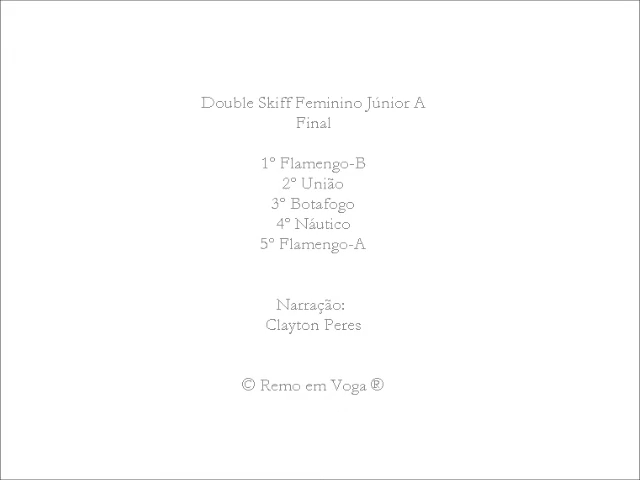 Double Skiff Feminino Júnior A
Final
1º Flamengo-B
2º União
3º Botafogo
4º Náutico
5º Flamengo-A
Narração:
Clayton Peres
© Remo em Voga ®